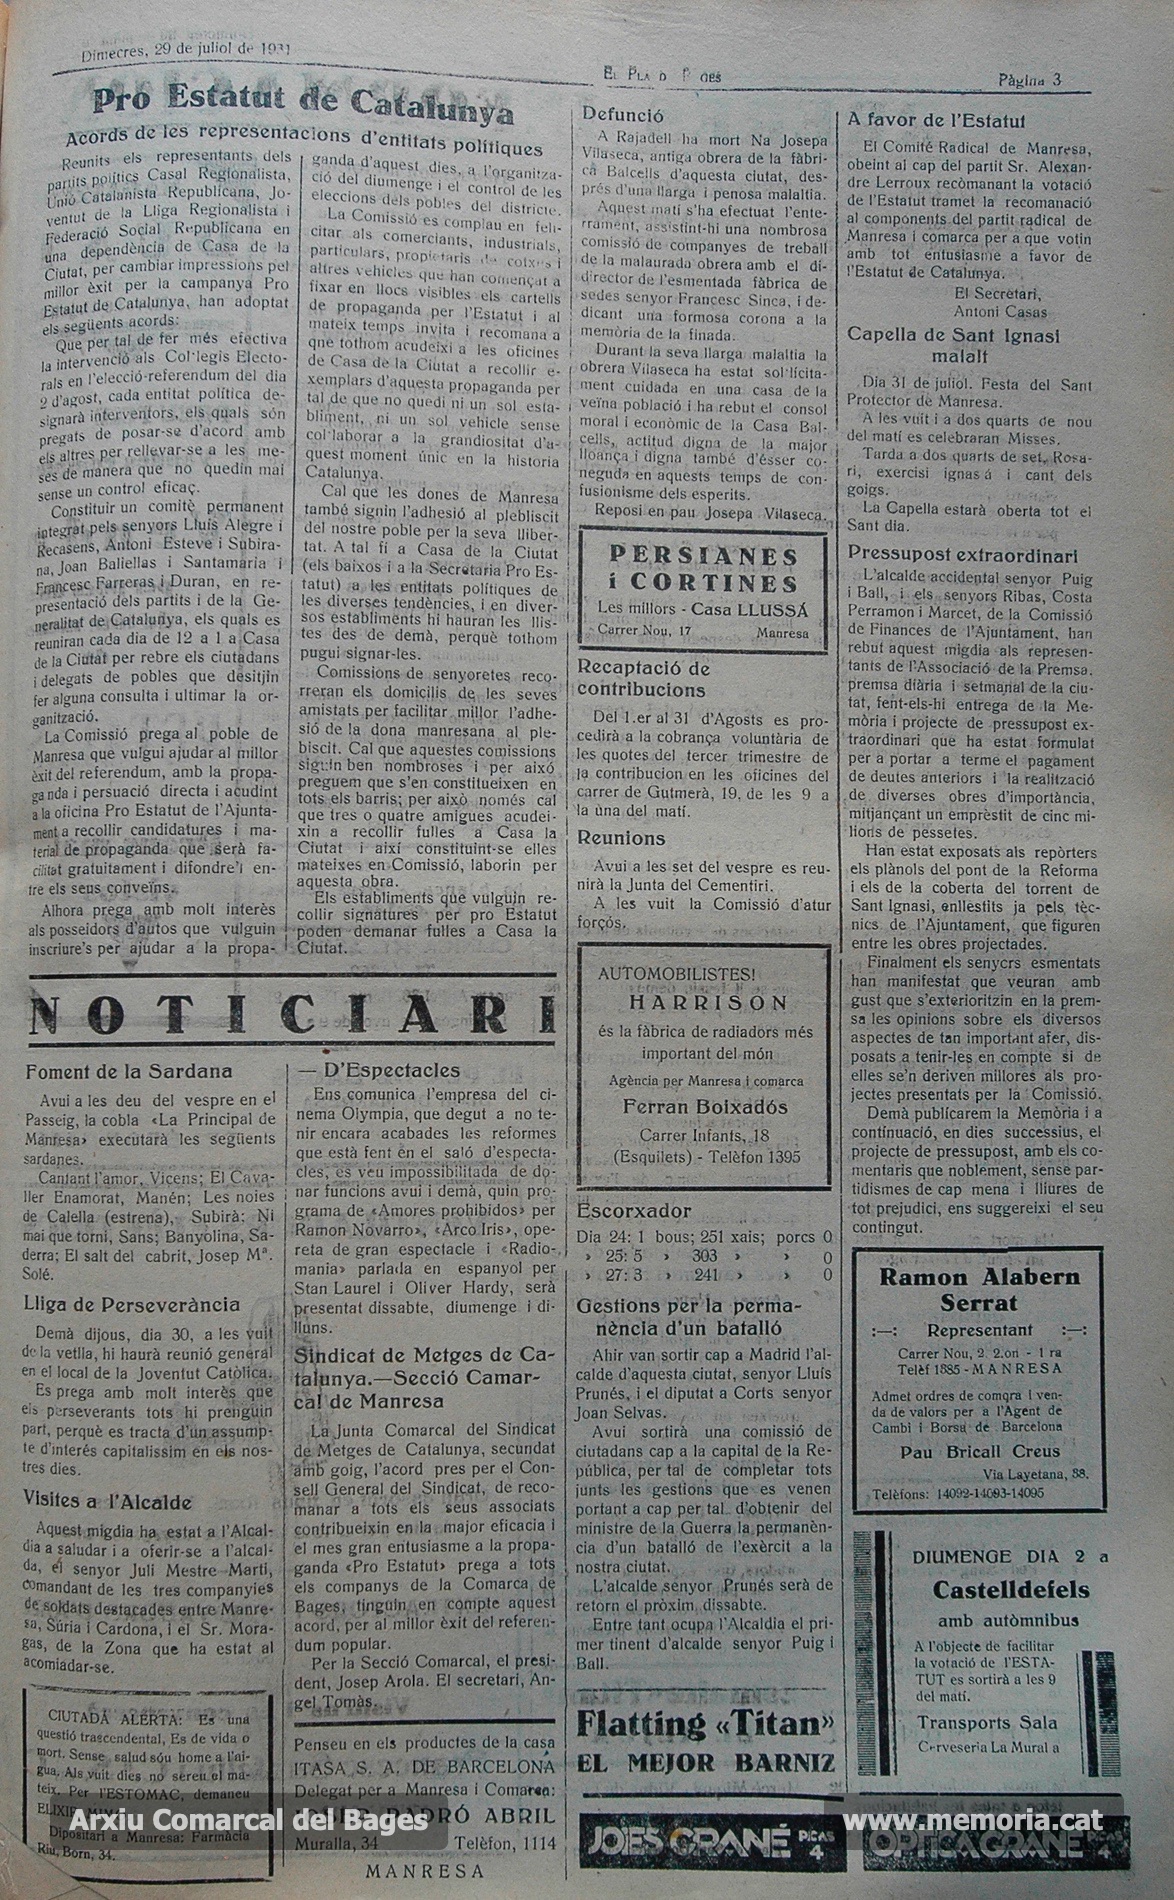 Dimecres, 29 de juliol de 1931
EL PLA D
GES
Pàgina 3
Pro Estatut de Catalunya
Acords de les representacions d'entitats polítiques
Reunits els representants dels
partits polítics Casal Regionalista,
Unió Catalanista Republicana, Jo-
ventut de la Lliga Regionalista i
Federació Social Republicana en
una dependència de Casa de la
Ciutat, per cambiar impressions pel
millor èxit per la campanya Pro
Estatut de Catalunya, han adoptat
els següents acords:
Que per tal de fer més efectiva
la intervenció als Col·legis Electo-
rals en l'elecció-referendum del dia
2 d'agost, cada entitat política de-
signarà interventors, els quals són
pregats de posar-se d'acord amb
els altres per rellevar-se a les me-
ses de manera que no quedin mai
sense un control eficaç.
Constituir un comitè permanent
integrat pels senyors Lluís Alegre i
Recasens, Antoni Esteve i Subira-
na, Joan Baliellas i Santamaria i
Francesc Farreras i Duran, en re-
presentació dels partits i de la Ge-
neralitat de Catalunya, els quals es
reuniran cada dia de 12 a 1 a Casa
de la Ciutat per rebre els ciutadans
i delegats de pobles que desitjin
fer alguna consulta i ultimar la or-
ganització.
La Comissió prega al poble de
Manresa que vulgui ajudar al millor
èxit del referendum, amb la propa-
ganda i persuació directa i acudint
a la oficina Pro Estatut de l'Ajunta-
ment a recollir candidatures i ma-
terial de propaganda que serà fa-
cilitat gratuitament i difondre'l en-
tre els seus conveïns.
Alhora prega amb molt interès
als posseidors d'autos que vulguin
inscriure's per ajudar a la propa-
ganda d'aquest dies, a l'organitza-
ció del diumenge i el control de les
eleccions dels pobles del districte.
La Comissió es complau en feli-
citar als comerciants, industrials,
particulars, propietaris de cotxes i
altres vehicles que han començat a
fixar en llocs visibles els cartells
de propaganda per l'Estatut i al
mateix temps invita i recomana a
que tothom acudeixi a les oficines
de Casa de la Ciutat a recollir e-
xemplars d'aquesta propaganda per
tal de que no quedi ni un sol esta-
bliment, ni un sol vehicle sense
col·laborar a la grandiositat d'a-
quest moment únic en la historia
Catalunya.
Cal que les dones de Manresa
també signin l'adhesió al plebliscit
del nostre poble per la seva lliber-
tat. A tal fi a Casa de la Ciutat
(els baixos i a la Secretaria Pro Es-
tatut) a les entitats polítiques de
les diverses tendències, i en diver-
sos establiments hi hauran les llis-
tes des de demà, perquè tothom
pugui signar-les.
Comissions de senyoretes reco-
rreran els domicilis de les seves
amistats per facilitar millor l'adhe-
sió de la dona manresana al ple-
biscit. Cal que aquestes comissions
siguin ben nombroses i per aixó
preguem que s'en constitueixen en
tots els barris; per això només cal
que tres o quatre amigues acudei-
xin a recollir fulles a Casa la
Ciutat i així constituint-se elles
mateixes en Comissió, laborin per
aquesta obra.
Els establiments que vulguin re-
collir signatures per pro Estatut
poden demanar fulles a Casa la
Ciutat.
NOTICIARI
Foment de la Sardana
Avui a les deu del vespre en el
Passeig, la cobla «La Principal de
Manresa» executarà les següents
sardanes.
Cantant l'amor, Viçens; El Cava-
ller Enamorat, Manén; Les noies
de Calella (estrena), Subirà: Ni
mai que torni, Sans; Banyolina, Sa-
derra; El salt del cabrit, Josep Mª.
Solé.
Lliga de Perseverància
Demà dijous, dia 30, a les vuit
de la vetlla, hi haurà reunió general
en el local de la Joventut Catòlica.
Es prega amb molt interès que
els perseverants tots hi prenguin
part, perquè es tracta d'un assump-
te d'interés capitalissim en els nos-
tres dies.
Visites a l'Alcalde
Aquest migdia ha estat a l'Alcal-
dia a saludar i a oferir-se a l'alcal-
da, el senyor Juli Mestre Martí,
comandant de les tres companyies
de soldats destacades entre Manre-
sa, Súria i Cardona, i el Sr. Mora-
gas, de la Zona que ha estat al
acomiadar-se.
CIUTADÀ ALERTA: Es una
questió trascendental, Es de vida o
mort. Sense salud sóu home a l'ai-
gua. Als vuit dies no sereu el ma-
teix. Per l'ESTOMAC, demaneu
ELIXIR
Dipositari a Manresa: Farmàcia
Riu, Born, 34.
— D'Espectacles
Ens comunica l'empresa del ci-
nema Olympia, que degut a no te-
nir encara acabades les reformes
que està fent en el saló d'especta-
cles, es veu impossibilitada de do-
nar funcions avui i demà, quin pro-
grama de «Amores prohibidos» per
Ramon Novarro», «Arco Iris», ope-
reta de gran espectacle i «Radio-
mania» parlada en espanyol per
Stan Laurel i Oliver Hardy, serà
presentat dissabte, diumenge i di-
lluns.
Sindicat de Metges de Ca-
talunya.—Secció Camar-
cal de Manresa
La Junta Comarcal del Sindicat
de Metges de Catalunya, secundat
amb goig, l'acord pres per el Con-
sell General del Sindicat, de reco-
manar a tots els seus associats
contribueixin en la major eficacia i
el mes gran entusiasme a la propa-
ganda «Pro Estatut» prega a tots
els companys de la Comarca de
Bages, tinguin en compte aquest
acord, per al millor èxit del referen-
dum popular.
Per la Secció Comarcal, el presi-
dent, Josep Arola. El secretari, An-
gel Tomàs.
Penseu en els productes de la casa
ITASA S. A. DE BARCELONA
Delegat per a Manresa i Comarca:
PADRÓ ABRIL
Muralla, 34 Telèfon, 1114
MANRESA
Defunció
A Rajadell ha mort Na Josepa
Vilaseca, antiga obrera de la fàbri-
ca Balcells d'aquesta ciutat, des-
prés d'una llarga i penosa malaltia.
Aquest matí s'ha efectuat l'ente-
rrament, assistint-hi una nombrosa
comissió de companyes de treball
de la malaurada obrera amb el di-
director de l'esmentada fàbrica de
sedes senyor Francesc Sinca, i de-
dicant una formosa corona a la
memòria de la finada.
Durant la seva llarga malaltia la
obrera Vilaseca ha estat sol·lícita-
ment cuidada en una casa de la
veïna població i ha rebut el consol
moral i econòmic de la Casa Bal-
cells, actitud digna de la major
lloança i digna també d'ésser co-
neguda en aquests temps de con-
fusionisme dels esperits.
Reposi en pau Josepa Vilaseca.
PERSIANES
i CORTINES
Les millors - Casa LLUSSÁ
Carrer Nou, 17 Manresa
Recaptació de
contribucions
Del 1.er al 31 d'Agosts es pro-
cedirà a la cobrança voluntària de
les quotes del tercer trimestre de
la contribucion en les oficines del
carrer de Gutmerà, 19, de les 9 a
la úna del matí.
Reunions
Avui a les set del vespre es reu-
nirà la Junta del Cementiri.
A les vuit la Comissió d'atur
forçós.
AUTOMOBILISTES!
HARRISON
és la fàbrica de radiadors més
important del món
Agència per Manresa i comarca
Ferran Boixadós
Carrer Infants, 18
(Esquilets) - Telèfon 1395
Escorxador
Dia 24: 1 bous; 251 xais; porcs 0
» 25: 5 » 303 » » 0
» 27: 3 » 241 » » 0
Gestions per la perma-
nència d'un batalló
Ahir van sortir cap a Madrid l'al-
calde d'aquesta ciutat, senyor Lluís
Prunés, i el diputat a Corts senyor
Joan Selvas.
Avui sortirà una comissió de
ciutadans cap a la capital de la Re-
pública, per tal de completar tots
junts les gestions que es venen
portant a cap per tal d'obtenir del
ministre de la Guerra la permanèn-
cia d'un batalló de l'exèrcit a la
nostra ciutat.
L'alcalde senyor Prunés serà de
retorn el pròxim dissabte.
Entre tant ocupa l'Alcaldia el pri-
mer tinent d'alcalde senyor Puig i
Ball.
Flatting «Titan»
EL MEJOR BARNIZ
JOIES GRANÉ PICAS 4
A favor de l'Estatut
El Comité Radical de Manresa,
obeint al cap del partit Sr. Alexan-
dre Lerroux recòmanant la votació
de l'Estatut tramet la recomanació
al components del partit radical de
Manresa i comarca per a que votin
amb tot entusiasme a favor de
l'Estatut de Catalunya.
El Secretari,
Antoni Casas
Capella de Sant Ignasi
malalt
Dia 31 de juliol. Festa del Sant
Protector de Manresa.
A les vuit i a dos quarts de nou
del matí es celebraran Misses.
Tarda a dos quarts de set, Rosa-
ri, exercisi ignasià i cant dels
goigs.
La Capella estarà oberta tot el
Sant dia.
Pressupost extraordinari
L'alcalde accidental senyor Puig
i Ball, i els senyors Ribas, Costa
Perramon i Marcet, de la Comissió
de Finances de l'Ajuntament, han
rebut aquest migdia als represen-
tants de l'Associació de la Premsa.
premsa diària i setmanal de la ciu-
tat, fent-els-hi entrega de la Me-
mòria i projecte de pressupost ex-
traordinari que ha estat formulat
per a portar a terme el pagament
de deutes anteriors i la realització
de diverses obres d'importància,
mitjançant un emprèstit de cinc mi-
lions de pessetes.
Han estat exposats als repòrters
els plànols del pont de la Reforma
i els de la coberta del torrent de
Sant Ignasi, enllestits ja pels tèc-
nics de l'Ajuntament, que figuren
entre les obres projectades.
Finalment els senyors esmentats
han manifestat que veuran amb
gust que s'exterioritzin en la prem-
sa les opinions sobre els diversos
aspectes de tan important afer, dis-
posats a tenir-les en compte si de
elles se'n deriven millores als pro-
jectes presentats per la Comissió.
Demà publicarem la Memòria i a
continuació, en dies successius, el
projecte de pressupost, amb els co-
mentaris que noblement, sense par-
tidismes de cap mena i lliures de
tot prejudici, ens suggereixi el seu
contingut.
Ramon Alabern
Serrat
:—: Representant :—:
Carrer Nou, 2 2.on - 1 ra
Telèf 1885 - MANRESA
Admet ordres de compra i ven-
da de valors per a l'Agent de
Cambi i Borsa de Barcelona
Pau Bricall Creus
Via Layetana, 38.
Telèfons: 14092-14093-14095
DIUMENGE DIA 2 a
Castelldefels
amb autòmnibus
A l'objecte de facilitar
la votació de l'ESTA-
TUT es sortirà a les 9
del matí.
Transports Sala
Cerveseria La Mural a
OPTICA GRANÉ 4
Arxiu Comarcal del Bages
www.memoria.cat